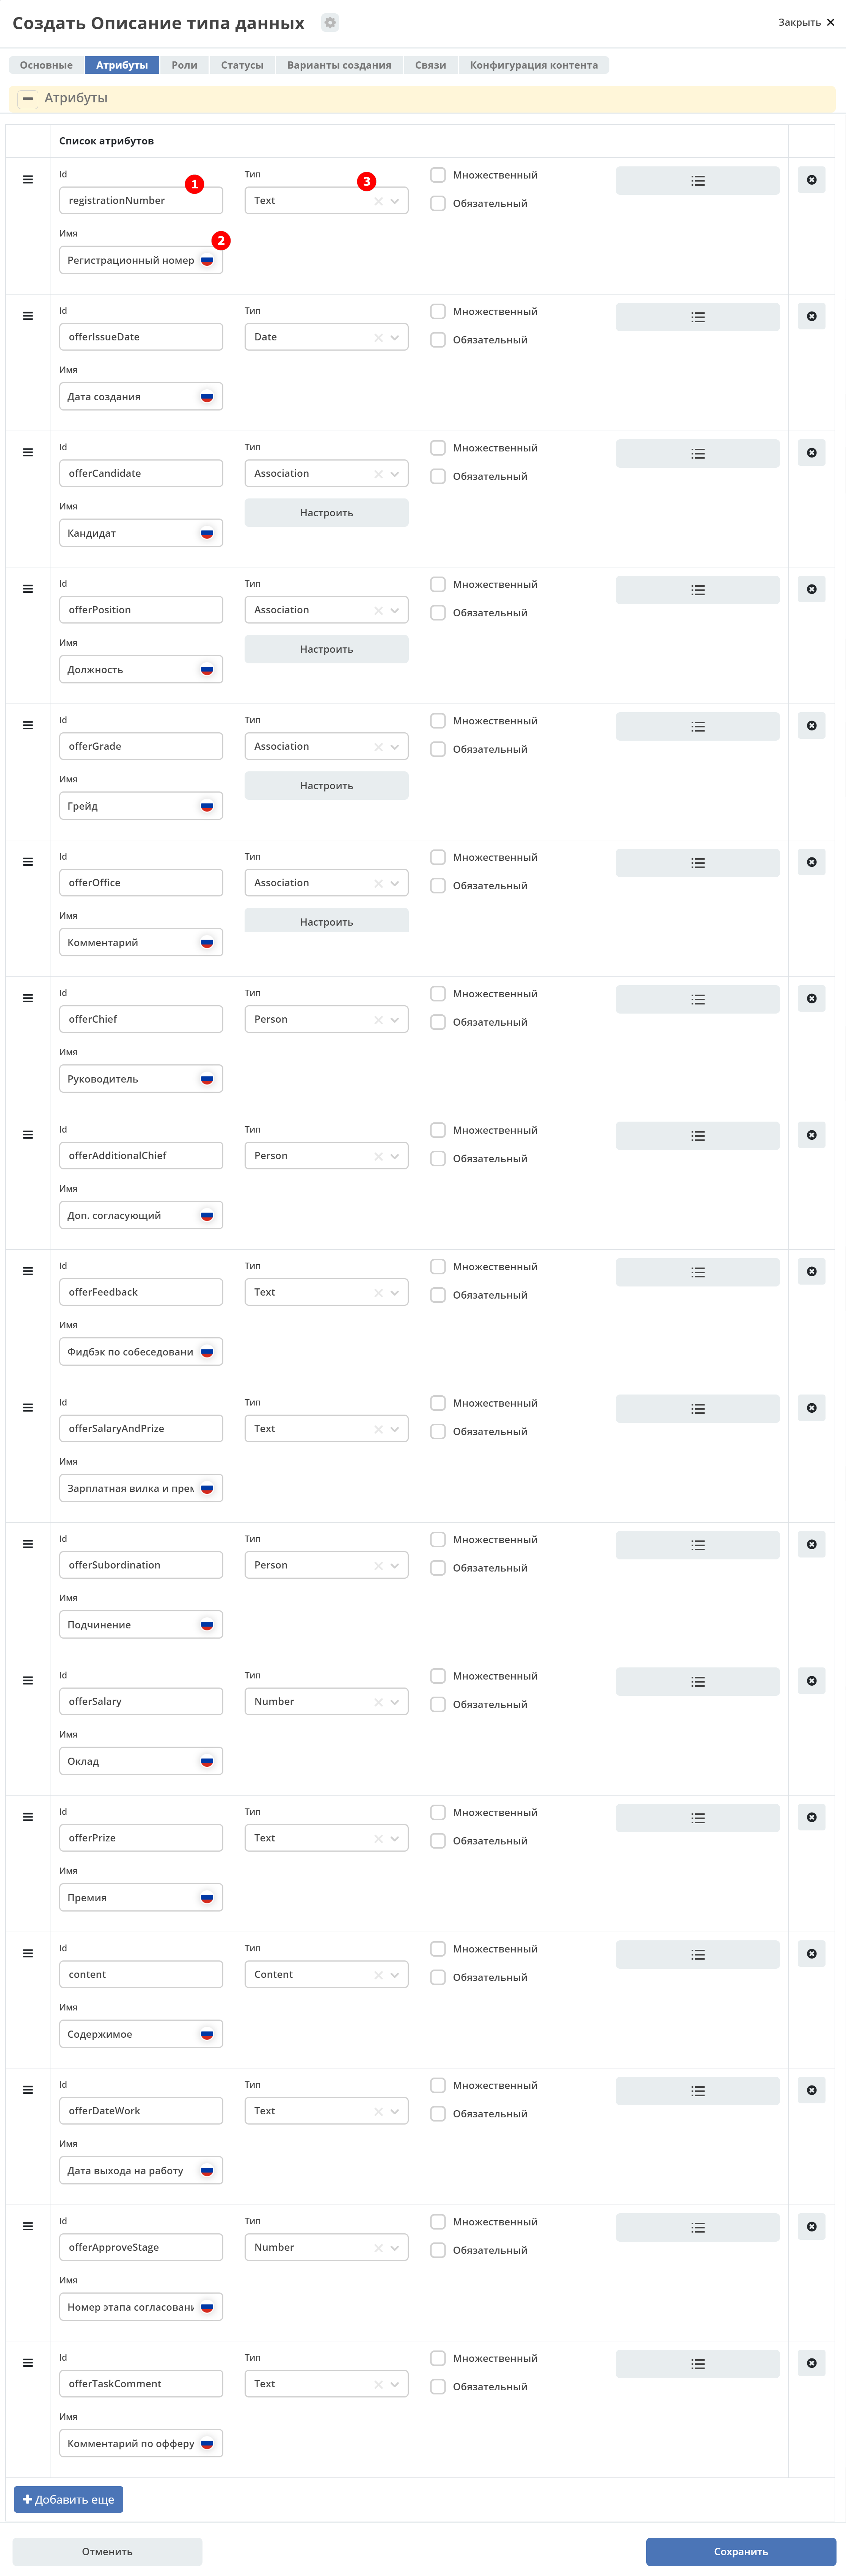 Создать Описание типа данных
Закрыть
Основные Атрибуты Роли Статусы Варианты создания Связи Конфигурация контента
Атрибуты
Список атрибутов
Id Тип Множественный
1 3
registrationNumber Text Обязательный
Имя
2
Регистрационный номер
Id Тип Множественный
offerIssueDate Date Обязательный
Имя
Дата создания
Id Тип Множественный
offerCandidate Association Обязательный
Имя Настроить
Кандидат
Id Тип Множественный
offerPosition Association Обязательный
Имя Настроить
Должность
Id Тип Множественный
offerGrade Association Обязательный
Имя Настроить
Грейд
Id Тип Множественный
offerOffice Association Обязательный
Имя Настроить
Комментарий
Id Тип Множественный
offerChief Person Обязательный
Имя
Руководитель
Id Тип Множественный
offerAdditionalChief Person Обязательный
Имя
Доп. согласующий
Id Тип Множественный
offerFeedback Text Обязательный
Имя
Фидбэк по собеседовани
Id Тип Множественный
offerSalaryAndPrize Text Обязательный
Имя
Зарплатная вилка и прем
Id Тип Множественный
offerSubordination Person Обязательный
Имя
Подчинение
Id Тип Множественный
offerSalary Number Обязательный
Имя
Оклад
Id Тип Множественный
offerPrize Text Обязательный
Имя
Премия
Id Тип Множественный
content Content Обязательный
Имя
Содержимое
Id Тип Множественный
offerDateWork Text Обязательный
Имя
Дата выхода на работу
Id Тип Множественный
offerApproveStage Number Обязательный
Имя
Номер этапа согласовани
Id Тип Множественный
offerTaskComment Text Обязательный
Имя
Комментарий по офферу
Добавить еще
Отменить Сохранить